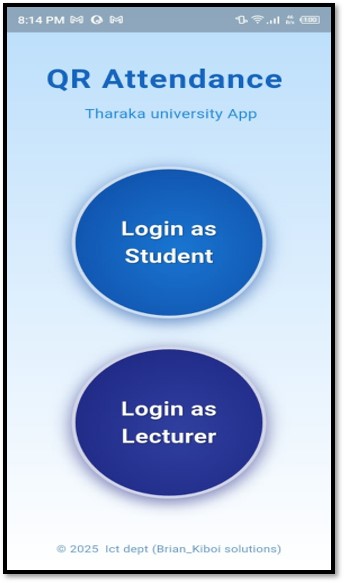 8:14 PM
QR Attendance
Tharaka university App
Login as
Student
Login as
Lecturer
© 2025 Ict dept (Brian_Kiboi solutions)